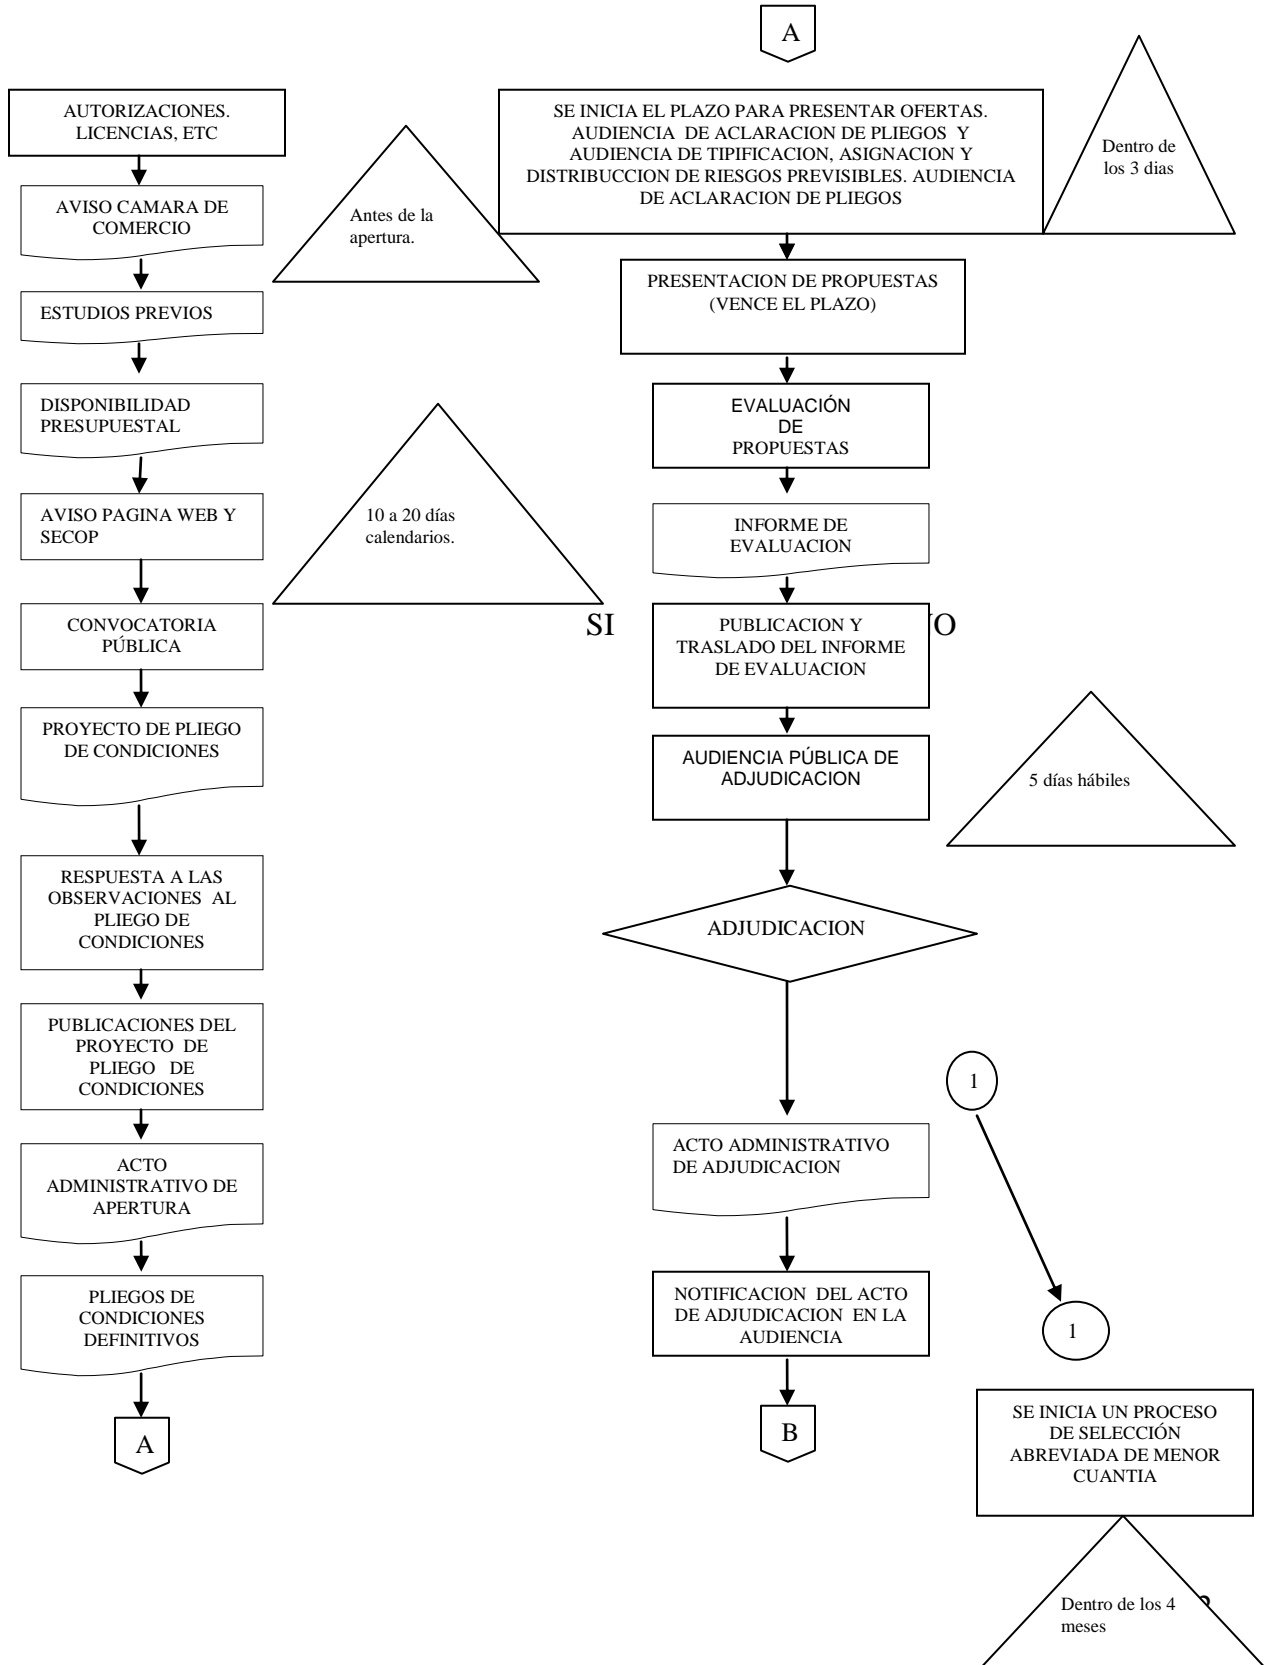 AUTORIZACIONES.
LICENCIAS, ETC
AVISO CAMARA DE
COMERCIO
Antes de la
apertura.
ESTUDIOS PREVIOS
DISPONIBILIDAD
PRESUPUESTAL
AVISO PAGINA WEB Y
SECOP
10 a 20 días
calendarios.
CONVOCATORIA
PÚBLICA
PROYECTO DE PLIEGO
DE CONDICIONES
RESPUESTA A LAS
OBSERVACIONES AL
PLIEGO DE
CONDICIONES
PUBLICACIONES DEL
PROYECTO DE
PLIEGO DE
CONDICIONES
ACTO
ADMINISTRATIVO DE
APERTURA
PLIEGOS DE
CONDICIONES
DEFINITIVOS
A
A
SE INICIA EL PLAZO PARA PRESENTAR OFERTAS.
AUDIENCIA DE ACLARACION DE PLIEGOS Y
AUDIENCIA DE TIPIFICACION, ASIGNACION Y
DISTRIBUCCION DE RIESGOS PREVISIBLES. AUDIENCIA
DE ACLARACION DE PLIEGOS
Dentro de
los 3 dias
PRESENTACION DE PROPUESTAS
(VENCE EL PLAZO)
EVALUACIÓN
DE
PROPUESTAS
INFORME DE
EVALUACION
SI
PUBLICACION Y
TRASLADO DEL INFORME
DE EVALUACION
AUDIENCIA PÚBLICA DE
ADJUDICACION
5 días hábiles
ADJUDICACION
1
ACTO ADMINISTRATIVO
DE ADJUDICACION
NOTIFICACION DEL ACTO
DE ADJUDICACION EN LA
AUDIENCIA
1
B
SE INICIA UN PROCESO
DE SELECCIÓN
ABREVIADA DE MENOR
CUANTIA
Dentro de los 4
meses